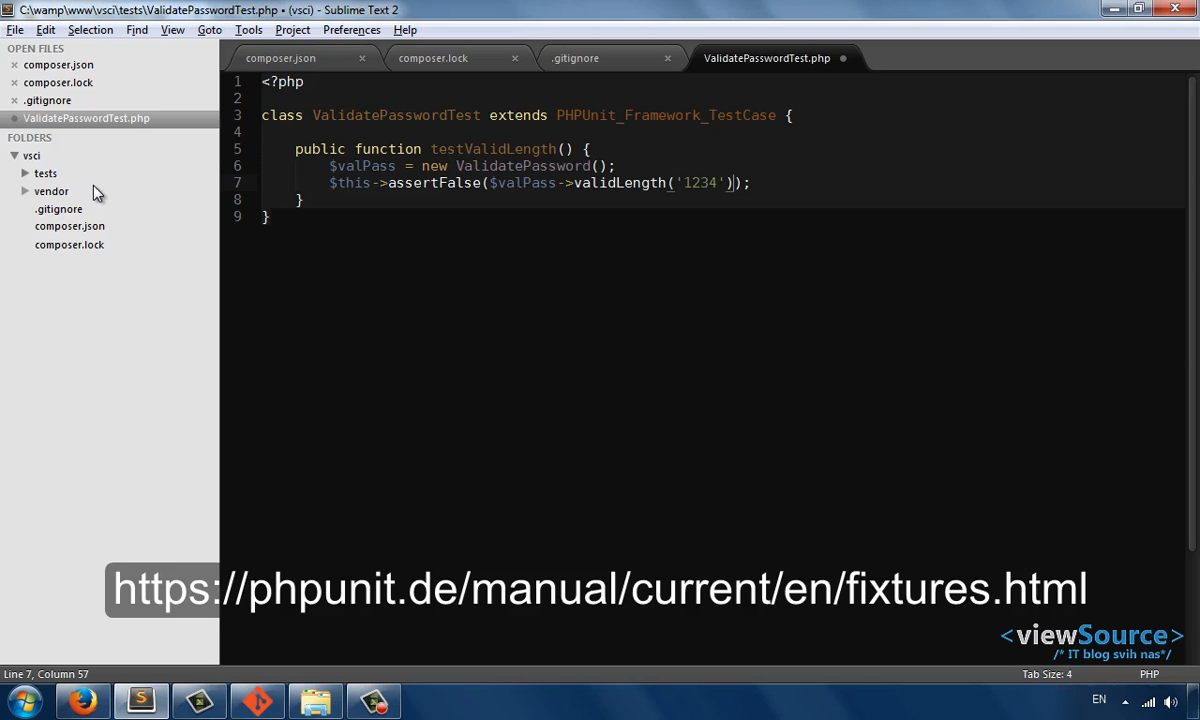 C:\wamp\www\vsci\tests\ValidatePasswordTest.php • (vsci) - Sublime Text 2
File Edit Selection Find View Goto Tools Project Preferences Help
OPEN FILES
composer.json
composer.lock
.gitignore
ValidatePasswordTest.php
FOLDERS
vsci
tests
vendor
.gitignore
composer.json
composer.lock
composer.json composer.lock .gitignore ValidatePasswordTest.php
1 <?php
2
3 class ValidatePasswordTest extends PHPUnit_Framework_TestCase {
4
5 public function testValidLength() {
6 $valPass = new ValidatePassword();
7 $this->assertFalse($valPass->validLength('1234'));
8 }
9 }
https://phpunit.de/manual/current/en/fixtures.html
<viewSource>
/* IT blog svih nas*/
Line 7, Column 57 Tab Size: 4 PHP
EN